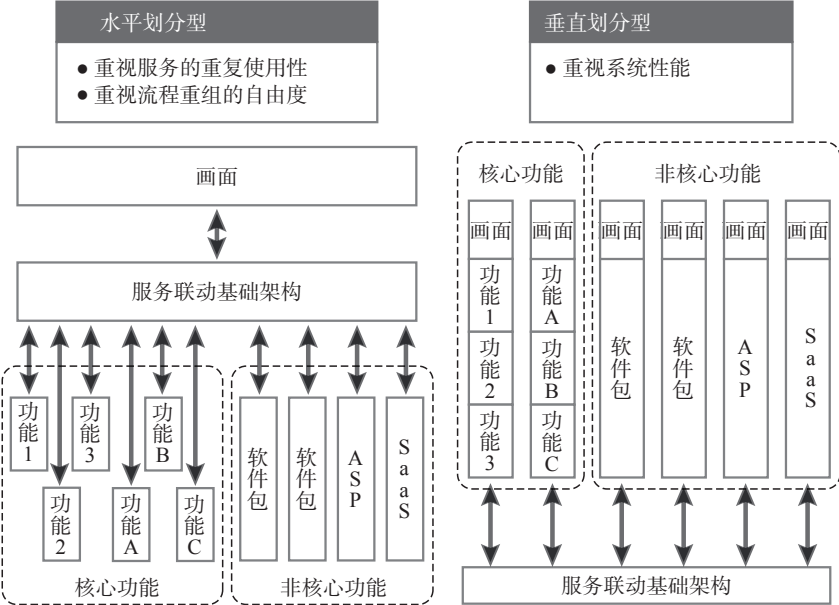 水平划分型
● 重视服务的重复使用性
● 重视流程重组的自由度
画面
服务联动基础架构
功能1
功能3
功能B
功能2
功能A
功能C
软件包
软件包
ASP
SaaS
核心功能
非核心功能
垂直划分型
● 重视系统性能
核心功能
非核心功能
画面
画面
画面
画面
画面
画面
功能1
功能2
功能3
功能A
功能B
功能C
软件包
软件包
ASP
SaaS
服务联动基础架构